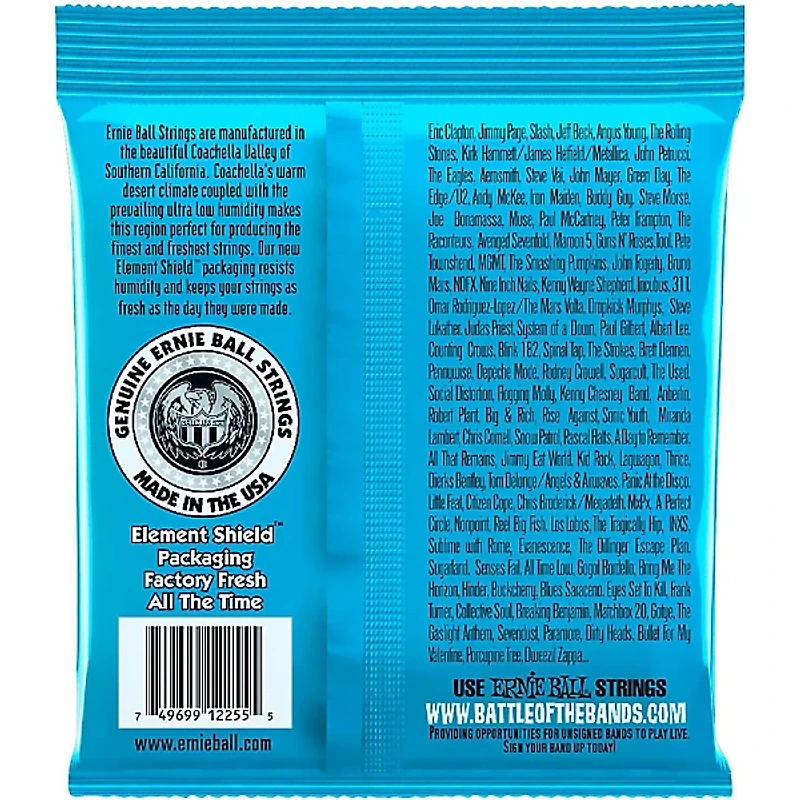 Ernie Ball Strings are manufactured in
the beautiful Coachella Valley of
Southern California. Coachella's warm
desert climate coupled with the
prevailing ultra low humidity makes
this region perfect for producing the
finest and freshest strings. Our new
Element Shield™ packaging resists
humidity and keeps your strings as
fresh as the day they were made.
GENUINE ERNIE BALL STRINGS
MADE IN THE USA
Element Shield™
Packaging
Factory Fresh
All The Time
7 49699 12255 5
www.ernieball.com
Eric Clapton, Jimmy Page, Slash, Jeff Beck, Angus Young, The Rolling
Stones, Kirk Hammett/James Hetfield/Metallica, John Petrucci,
The Eagles, Aerosmith, Steve Vai, John Mayer, Green Day, The
Edge/U2, Andy McKee, Iron Maiden, Buddy Guy, Steve Morse,
Joe Bonamassa, Muse, Paul McCartney, Peter Frampton, The
Raconteurs, Avenged Sevenfold, Maroon 5, Guns N' Roses, Tool, Pete
Townshend, MGMT, The Smashing Pumpkins, John Fogerty, Bruno
Mars, NOFX, Nine Inch Nails, Kenny Wayne Shepherd, Incubus, 311,
Omar Rodriguez-Lopez/The Mars Volta, Dropkick Murphys, Steve
Lukather, Judas Priest, System of a Down, Paul Gilbert, Albert Lee,
Counting Crows, Blink 182, Spinal Tap, The Strokes, Brett Dennen,
Pennywise, Depeche Mode, Rodney Crowell, Sugarcult, The Used,
Social Distortion, Flogging Molly, Kenny Chesney Band, Anberlin,
Robert Plant, Big & Rich, Rise Against, Sonic Youth, Miranda
Lambert, Chris Cornell, Snow Patrol, Rascal Flatts, A Day to Remember,
All That Remains, Jimmy Eat World, Kid Rock, Lagwagon, Thrice,
Dierks Bentley, Tom Delonge/Angels & Airwaves, Panic At the Disco,
Little Feat, Citizen Cope, Chris Broderick/Megadeth, MxPx, A Perfect
Circle, Nonpoint, Reel Big Fish, Los Lobos, The Tragically Hip, INXS,
Sublime with Rome, Evanescence, The Dillinger Escape Plan,
Sugarland, Senses Fail, All Time Low, Gogol Bordello, Bring Me The
Horizon, Hinder, Buckcherry, Blues Saraceno, Eyes Set To Kill, Frank
Turner, Collective Soul, Breaking Benjamin, Matchbox 20, Gotye, The
Gaslight Anthem, Sevendust, Paramore, Dirty Heads, Bullet For My
Valentine, Porcupine Tree, Dweezil Zappa...
USE ERNIE BALL STRINGS
WWW.BATTLEOFTHEBANDS.COM
PROVIDING OPPORTUNITIES FOR UNSIGNED BANDS TO PLAY LIVE.
SIGN YOUR BAND UP TODAY!